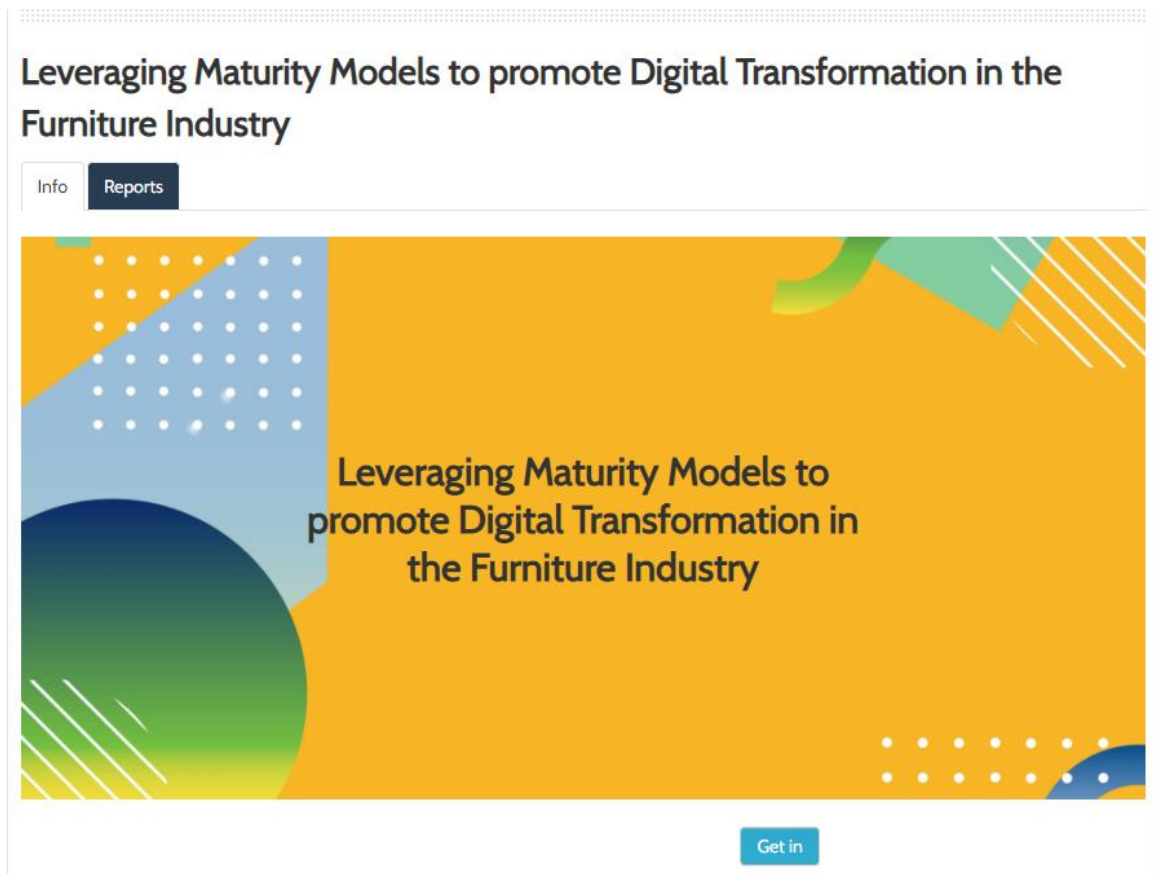 Leveraging Maturity Models to promote Digital Transformation in the
Furniture Industry
Info
Reports
Leveraging Maturity Models to
promote Digital Transformation in
the Furniture Industry
Get in